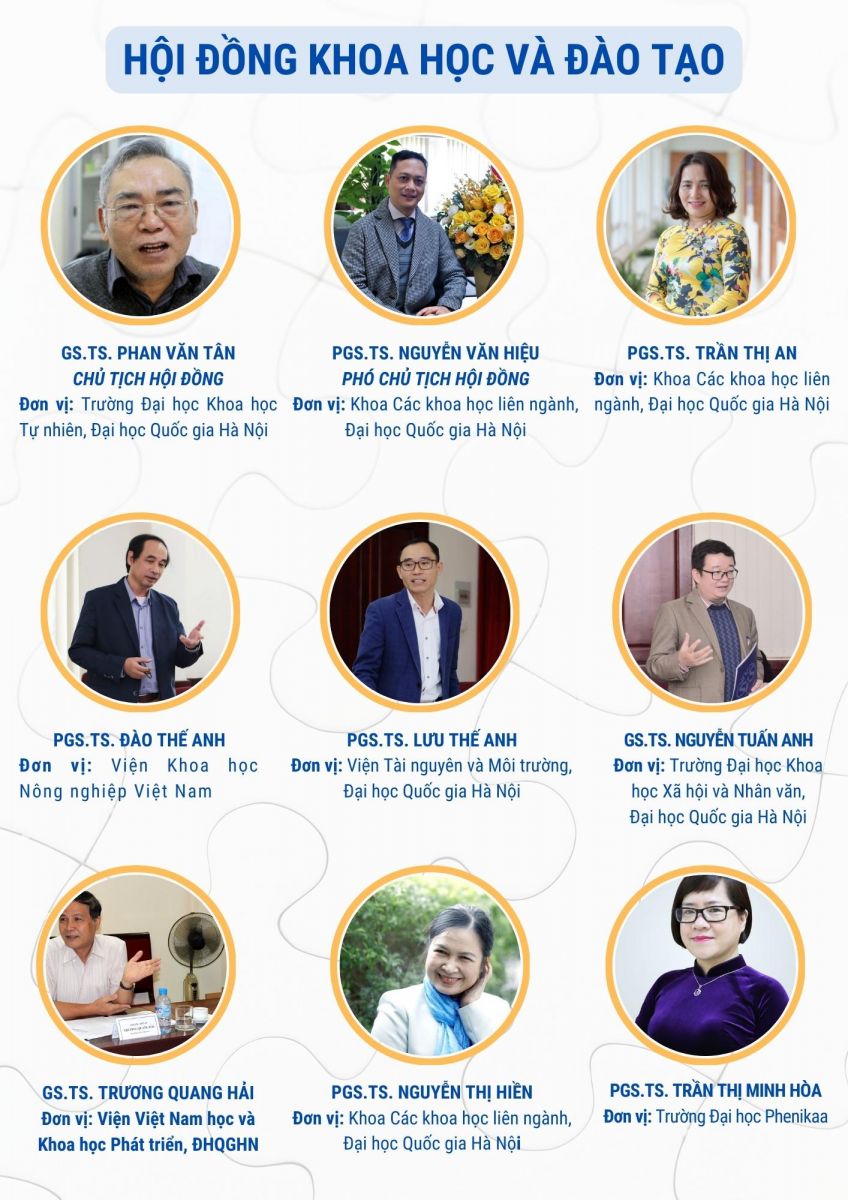 HỘI ĐỒNG KHOA HỌC VÀ ĐÀO TẠO
GS.TS. PHAN VĂN TÂN
CHỦ TỊCH HỘI ĐỒNG
Đơn vị: Trường Đại học Khoa học
Tự nhiên, Đại học Quốc gia Hà Nội
PGS.TS. NGUYỄN VĂN HIỆU
PHÓ CHỦ TỊCH HỘI ĐỒNG
Đơn vị: Khoa Các khoa học liên ngành,
Đại học Quốc gia Hà Nội
PGS.TS. TRẦN THỊ AN
Đơn vị: Khoa Các khoa học liên
ngành, Đại học Quốc gia Hà Nội
PGS.TS. ĐÀO THẾ ANH
Đơn vị: Viện Khoa học
Nông nghiệp Việt Nam
PGS.TS. LƯU THẾ ANH
Đơn vị: Viện Tài nguyên và Môi trường,
Đại học Quốc gia Hà Nội
GS.TS. NGUYỄN TUẤN ANH
Đơn vị: Trường Đại học Khoa
học Xã hội và Nhân văn,
Đại học Quốc gia Hà Nội
GS.TS. TRƯƠNG QUANG HẢI
Đơn vị: Viện Việt Nam học và
Khoa học Phát triển, ĐHQGHN
PGS.TS. NGUYỄN THỊ HIỀN
Đơn vị: Khoa Các khoa học liên ngành,
Đại học Quốc gia Hà Nội
PGS.TS. TRẦN THỊ MINH HÒA
Đơn vị: Trường Đại học Phenikaa